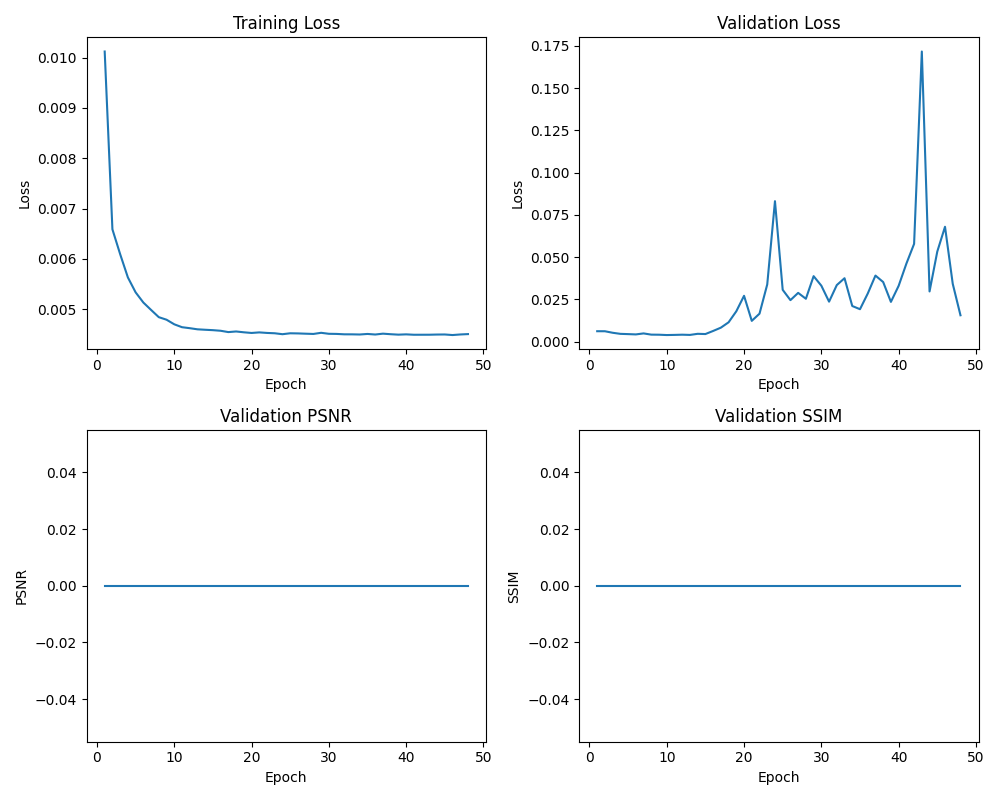 Training Loss
Validation Loss
0.010
0.009
0.008
0.007
0.006
0.005
Loss
0 10 20 30 40 50
Epoch
0.175
0.150
0.125
0.100
0.075
0.050
0.025
0.000
Loss
0 10 20 30 40 50
Epoch
Validation PSNR
Validation SSIM
0.04
0.02
0.00
−0.02
−0.04
PSNR
0 10 20 30 40 50
Epoch
0.04
0.02
0.00
−0.02
−0.04
SSIM
0 10 20 30 40 50
Epoch